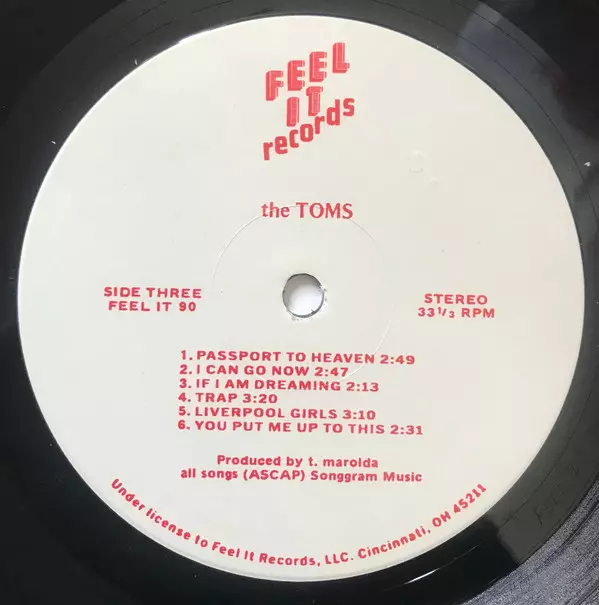 FEEL
IT
records
the TOMS
SIDE THREE
FEEL IT 90
STEREO
33 1/3 RPM
1. PASSPORT TO HEAVEN 2:49
2. I CAN GO NOW 2:47
3. IF I AM DREAMING 2:13
4. TRAP 3:20
5. LIVERPOOL GIRLS 3:10
6. YOU PUT ME UP TO THIS 2:31
Produced by t. marolda
all songs (ASCAP) Songgram Music
Under license to Feel It Records, LLC. Cincinnati, OH 45211